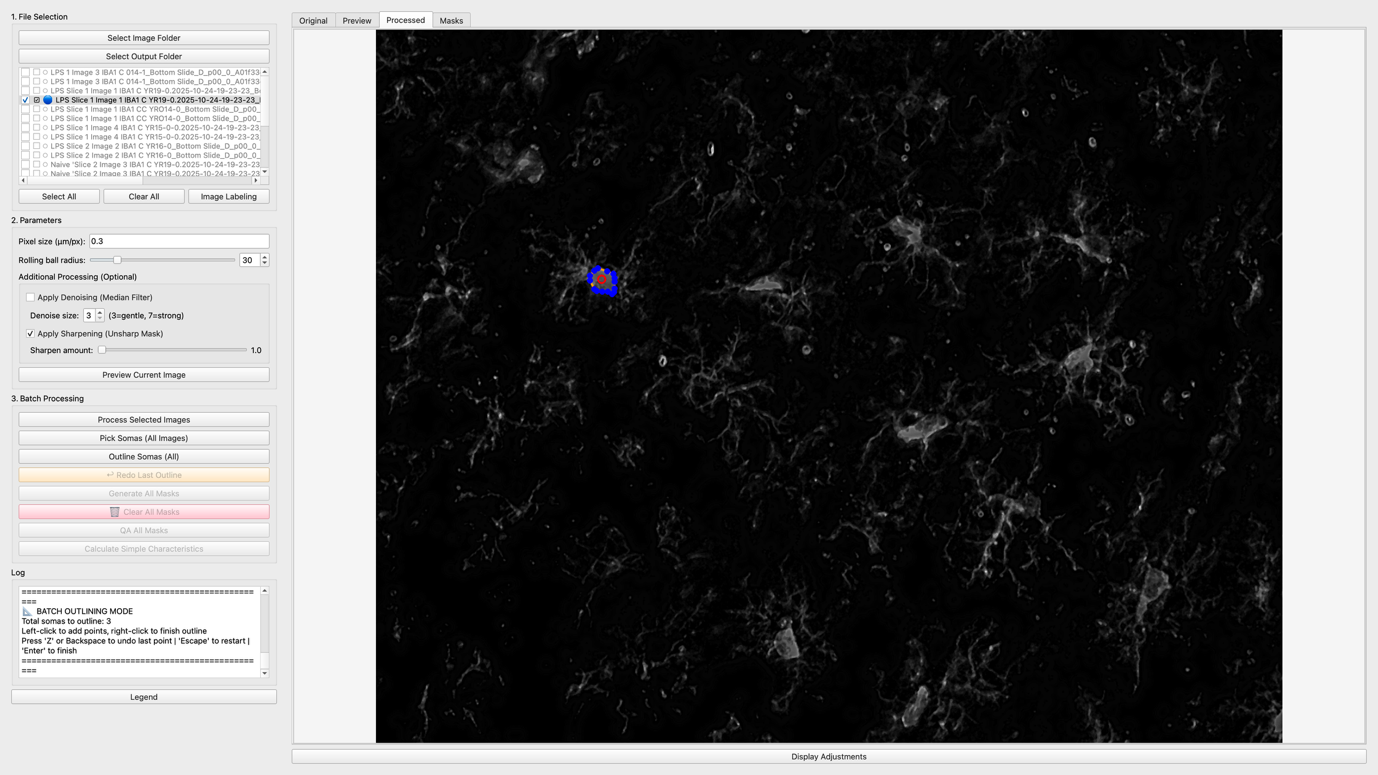 1. File Selection
Select Image Folder
Select Output Folder
LPS 1 Image 3 IBA1 C 014-1_Bottom Slide_D_p00_0_A01f33
LPS 1 Image 3 IBA1 C 014-1_Bottom Slide_D_p00_0_A01f33
LPS Slice 1 Image 1 IBA1 C YR19-0.2025-10-24-19-23-23_B
LPS Slice 1 Image 1 IBA1 C YR19-0.2025-10-24-19-23-23_
LPS Slice 1 Image 1 IBA1 CC YRO14-0_Bottom Slide_D_p00_
LPS Slice 1 Image 1 IBA1 CC YRO14-0_Bottom Slide_D_p00_
LPS Slice 1 Image 4 IBA1 C YR15-0-0.2025-10-24-19-23-23
LPS Slice 1 Image 4 IBA1 C YR15-0-0.2025-10-24-19-23-23_
LPS Slice 2 Image 2 IBA1 C YR16-0_Bottom Slide_D_p00_0_
LPS Slice 2 Image 2 IBA1 C YR16-0_Bottom Slide_D_p00_0_
Naive 'Slice 2 Image 3 IBA1 C YR19-0.2025-10-24-19-23-
Naive 'Slice 2 Image 3 IBA1 C YR19-0.2025-10-24-19-23-
Select All Clear All Image Labeling
2. Parameters
Pixel size (µm/px): 0.3
Rolling ball radius: 30
Additional Processing (Optional)
Apply Denoising (Median Filter)
Denoise size: 3 (3=gentle, 7=strong)
Apply Sharpening (Unsharp Mask)
Sharpen amount: 1.0
Preview Current Image
3. Batch Processing
Process Selected Images
Pick Somas (All Images)
Outline Somas (All)
↩ Redo Last Outline
Generate All Masks
Clear All Masks
QA All Masks
Calculate Simple Characteristics
Log
===============================================
===
BATCH OUTLINING MODE
Total somas to outline: 3
Left-click to add points, right-click to finish outline
Press 'Z' or Backspace to undo last point | 'Escape' to restart |
'Enter' to finish
===============================================
===
Legend
Original Preview Processed Masks
Display Adjustments